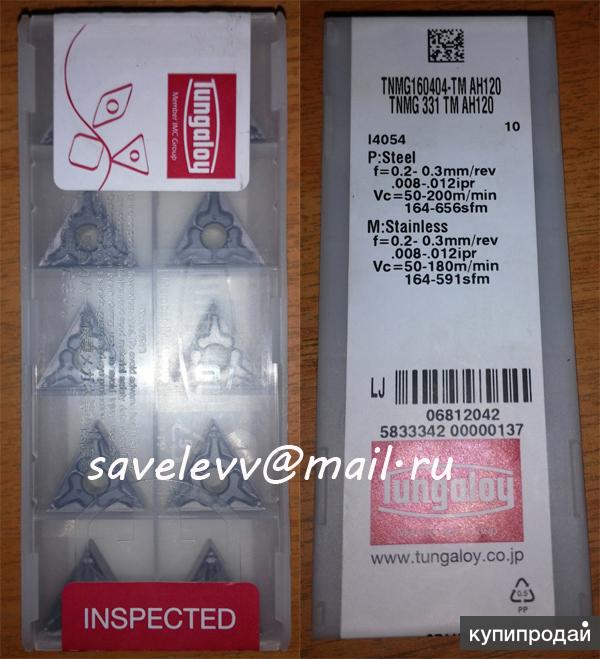 Tungaloy
Member IMC Group
INSPECTED
TNMG160404-TM AH120
TNMG 331 TM AH120
10
I4054
P:Steel
f=0.2- 0.3mm/rev
.008-.012ipr
Vc=50-200m/min
164-656sfm
M:Stainless
f=0.2- 0.3mm/rev
.008-.012ipr
Vc=50-180m/min
164-591sfm
LJ
06812042
5833342 00000137
savelevv@mail.ru
Tungaloy
www.tungaloy.co.jp
0.5
PP
купипродай